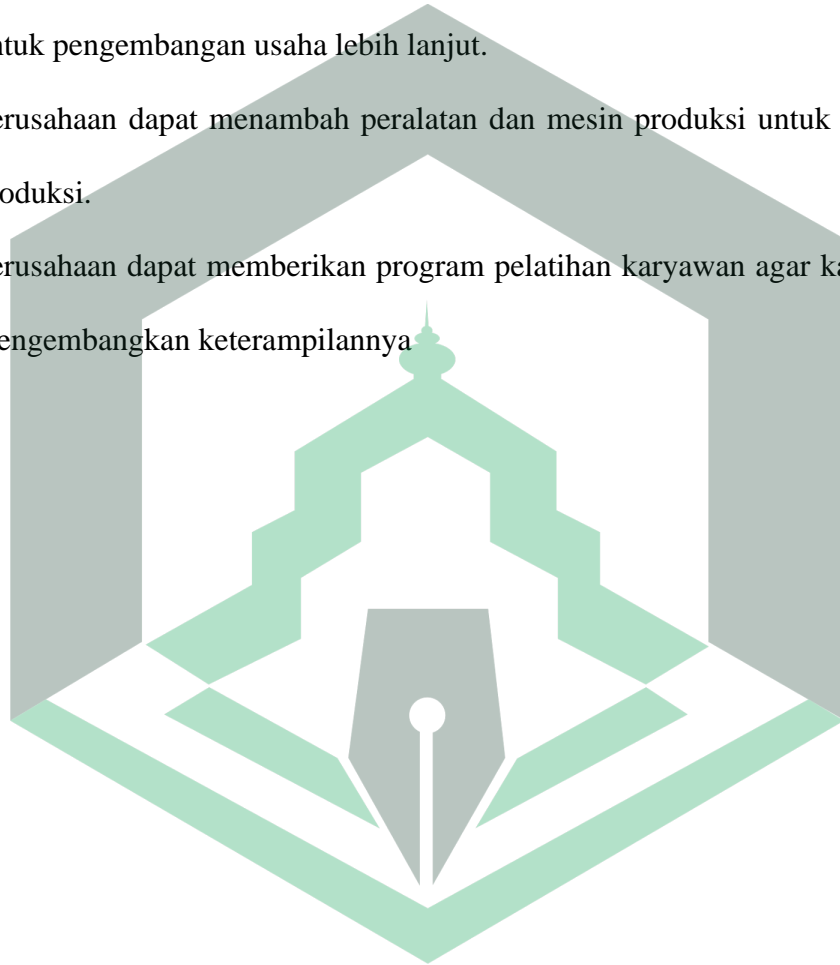 ntuk pengembangan usaha lebih lanjut.
erusahaan dapat menambah peralatan dan mesin produksi untuk
oduksi.
erusahaan dapat memberikan program pelatihan karyawan agar ka
engembangkan keterampilannya